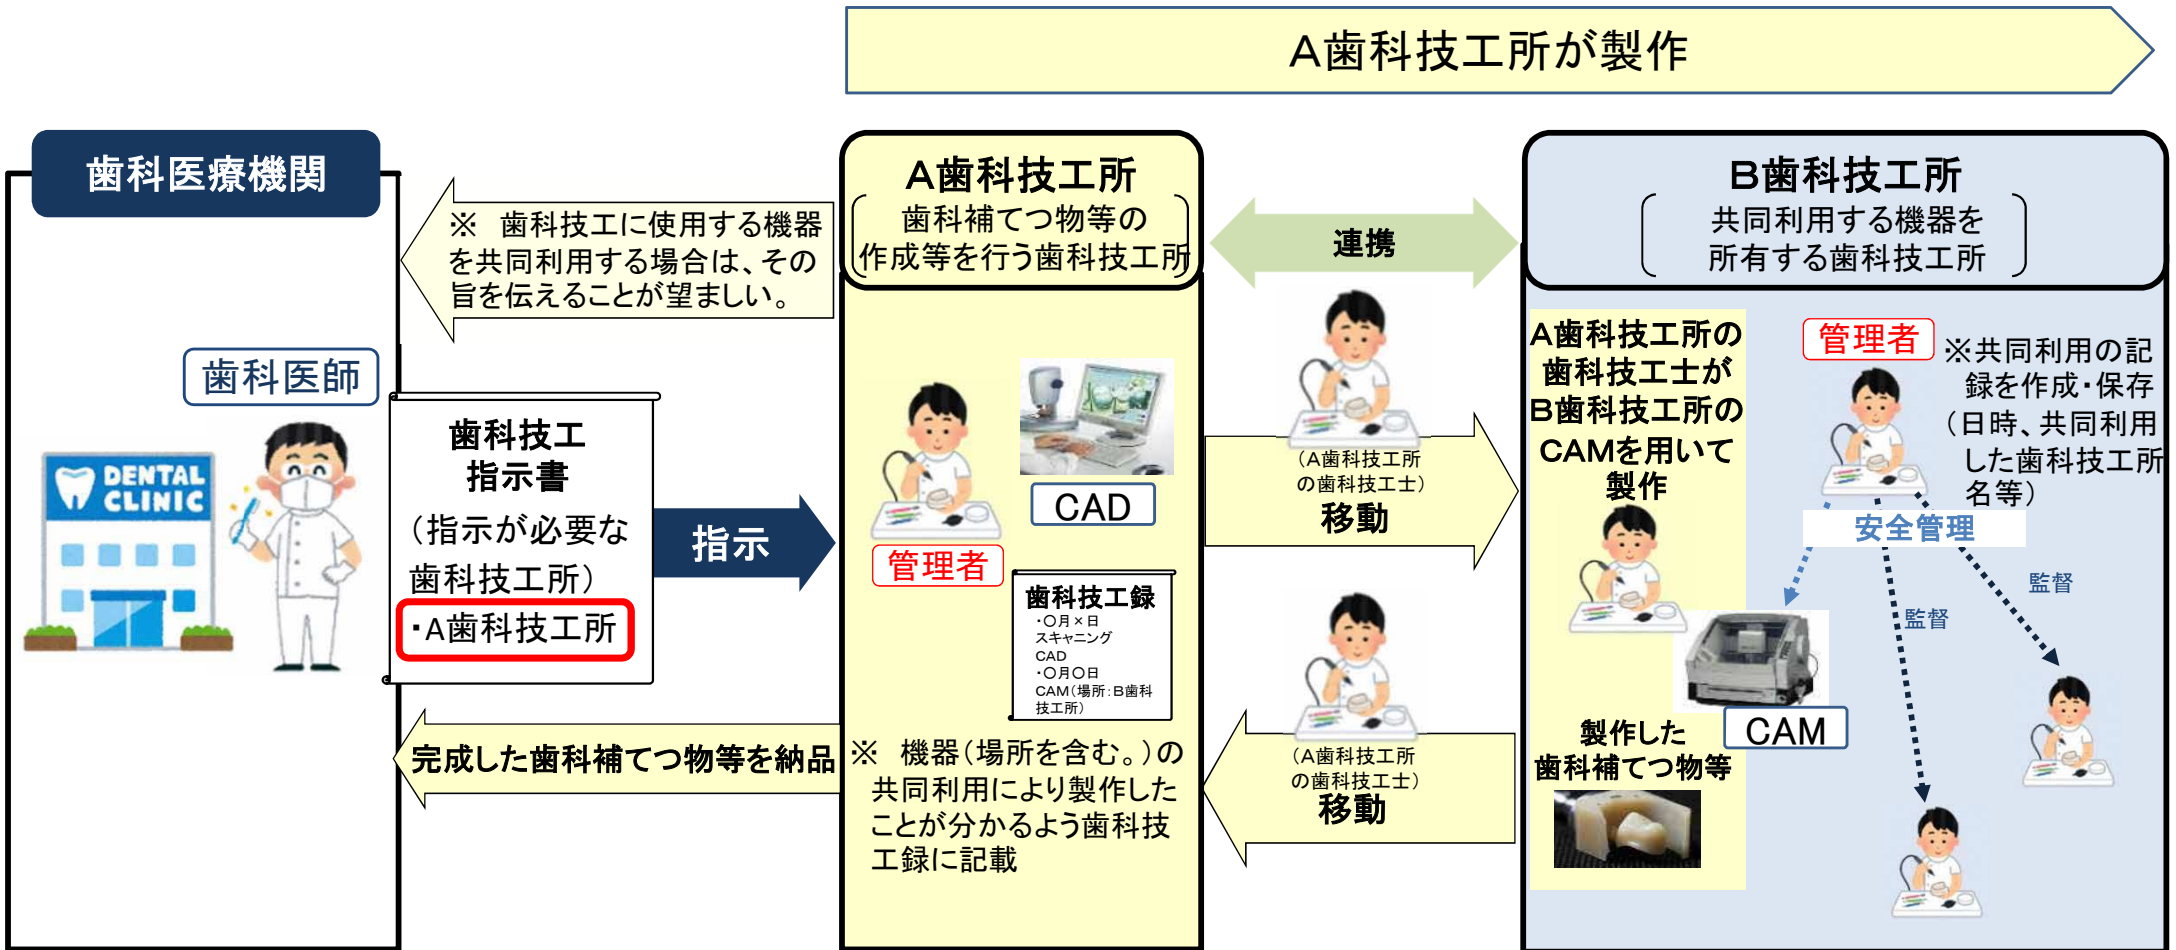 A歯科技工所が製作
歯科医療機関
※　歯科技工に使用する機器
を共同利用する場合は、その
旨を伝えることが望ましい。
歯科医師
DENTAL
CLINIC
歯科技工
指示書
（指示が必要な
歯科技工所）
・A歯科技工所
指示
完成した歯科補てつ物等を納品
A歯科技工所
歯科補てつ物等の
作成等を行う歯科技工所
CAD
管理者
歯科技工録
・〇月×日
スキャニング
CAD
・〇月〇日
CAM（場所：B歯科
技工所）
※　機器（場所を含む。）の
共同利用により製作した
ことが分かるよう歯科技
工録に記載
連携
（A歯科技工所
の歯科技工士）
移動
（A歯科技工所
の歯科技工士）
移動
B歯科技工所
共同利用する機器を
所有する歯科技工所
A歯科技工所の
歯科技工士が
B歯科技工所の
CAMを用いて
製作
管理者
※共同利用の記
録を作成・保存
（日時、共同利用
した歯科技工所
名等）
安全管理
監督
監督
CAM
製作した
歯科補てつ物等